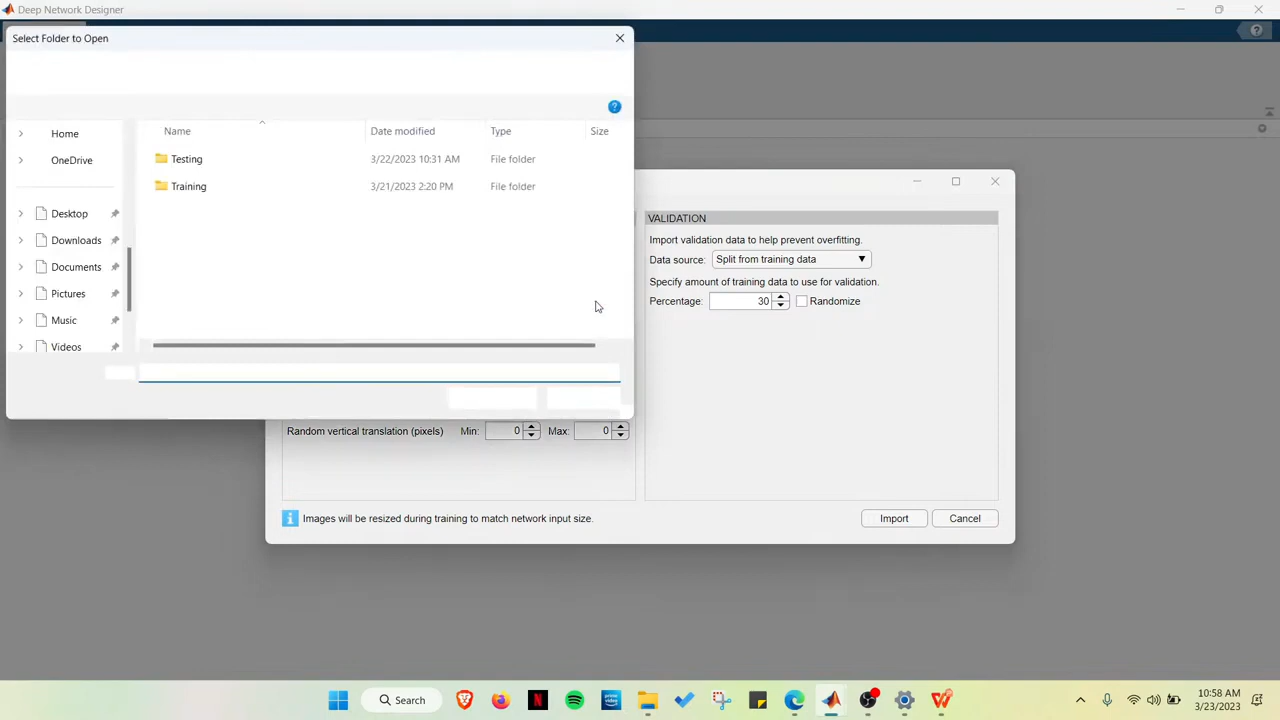 Deep Network Designer
Select Folder to Open
Name Date modified Type Size
Home
OneDrive
Testing 3/22/2023 10:31 AM File folder
Training 3/21/2023 2:20 PM File folder
Desktop
Downloads
Documents
Pictures
Music
Videos
VALIDATION
Import validation data to help prevent overfitting.
Data source: Split from training data
Specify amount of training data to use for validation.
Percentage: 30 Randomize
Random vertical translation (pixels) Min: 0 Max: 0
Images will be resized during training to match network input size.
Import Cancel
Search
10:58 AM
3/23/2023